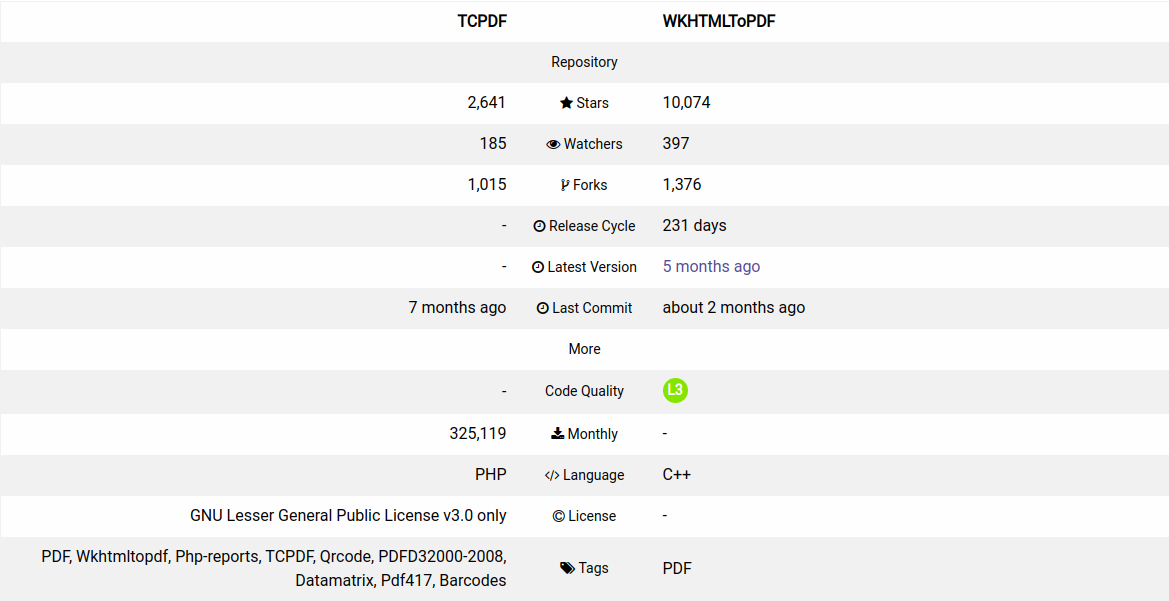 TCPDF WKHTMLToPDF
Repository
2,641 Stars 10,074
185 Watchers 397
1,015 Forks 1,376
- Release Cycle 231 days
- Latest Version 5 months ago
7 months ago Last Commit about 2 months ago
More
- Code Quality L3
325,119 Monthly -
PHP </> Language C++
GNU Lesser General Public License v3.0 only © License -
PDF, Wkhtmltopdf, Php-reports, TCPDF, Qrcode, PDFD32000-2008,
Datamatrix, Pdf417, Barcodes Tags PDF